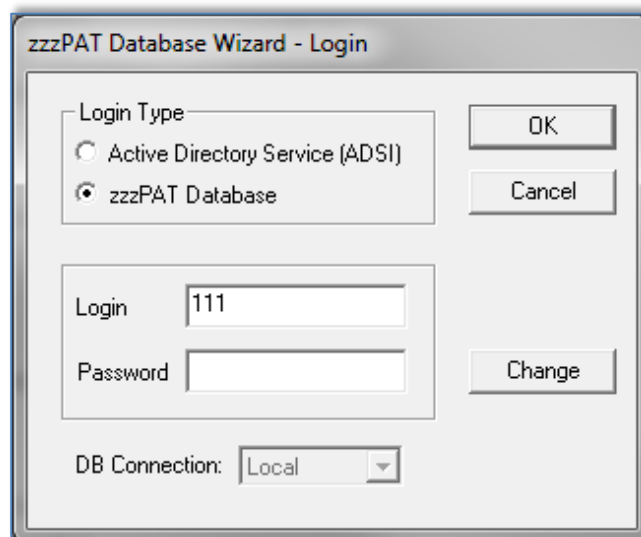 zzzPAT Database Wizard - Login
Login Type
Active Directory Service (ADSI)
zzzPAT Database
OK
Cancel
Login 111
Password
Change
DB Connection: Local